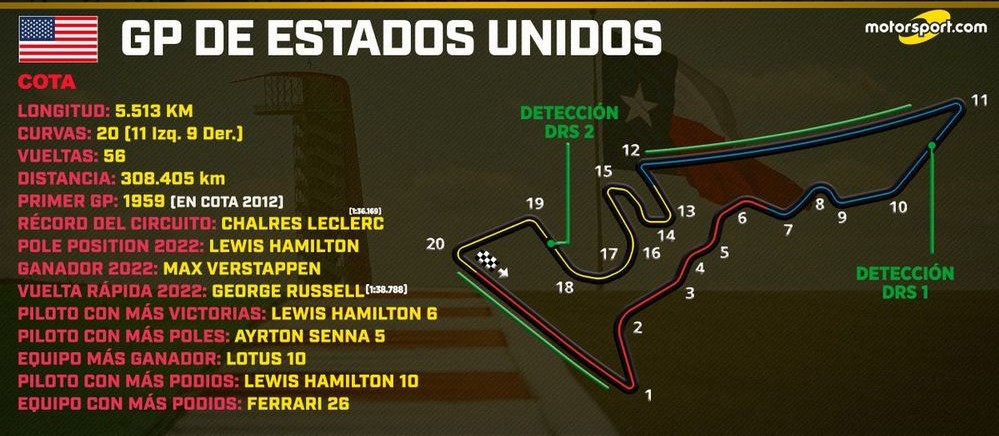 GP DE ESTADOS UNIDOS
motorsport.com
COTA
LONGITUD: 5.513 KM
CURVAS: 20 (11 Izq. 9 Der.)
VUELTAS: 56
DISTANCIA: 308.405 km
PRIMER GP: 1959 (EN COTA 2012)
RÉCORD DEL CIRCUITO: CHALRES LECLERC (1:36.169)
POLE POSITION 2022: LEWIS HAMILTON
GANADOR 2022: MAX VERSTAPPEN
VUELTA RÁPIDA 2022: GEORGE RUSSELL (1:38.788)
PILOTO CON MÁS VICTORIAS: LEWIS HAMILTON 6
PILOTO CON MÁS POLES: AYRTON SENNA 5
EQUIPO MÁS GANADOR: LOTUS 10
PILOTO CON MÁS PODIOS: LEWIS HAMILTON 10
EQUIPO CON MÁS PODIOS: FERRARI 26
DETECCIÓN
DRS 2
DETECCIÓN
DRS 1
1
2
3
4
5
6
7
8
9
10
11
12
13
14
15
16
17
18
19
20